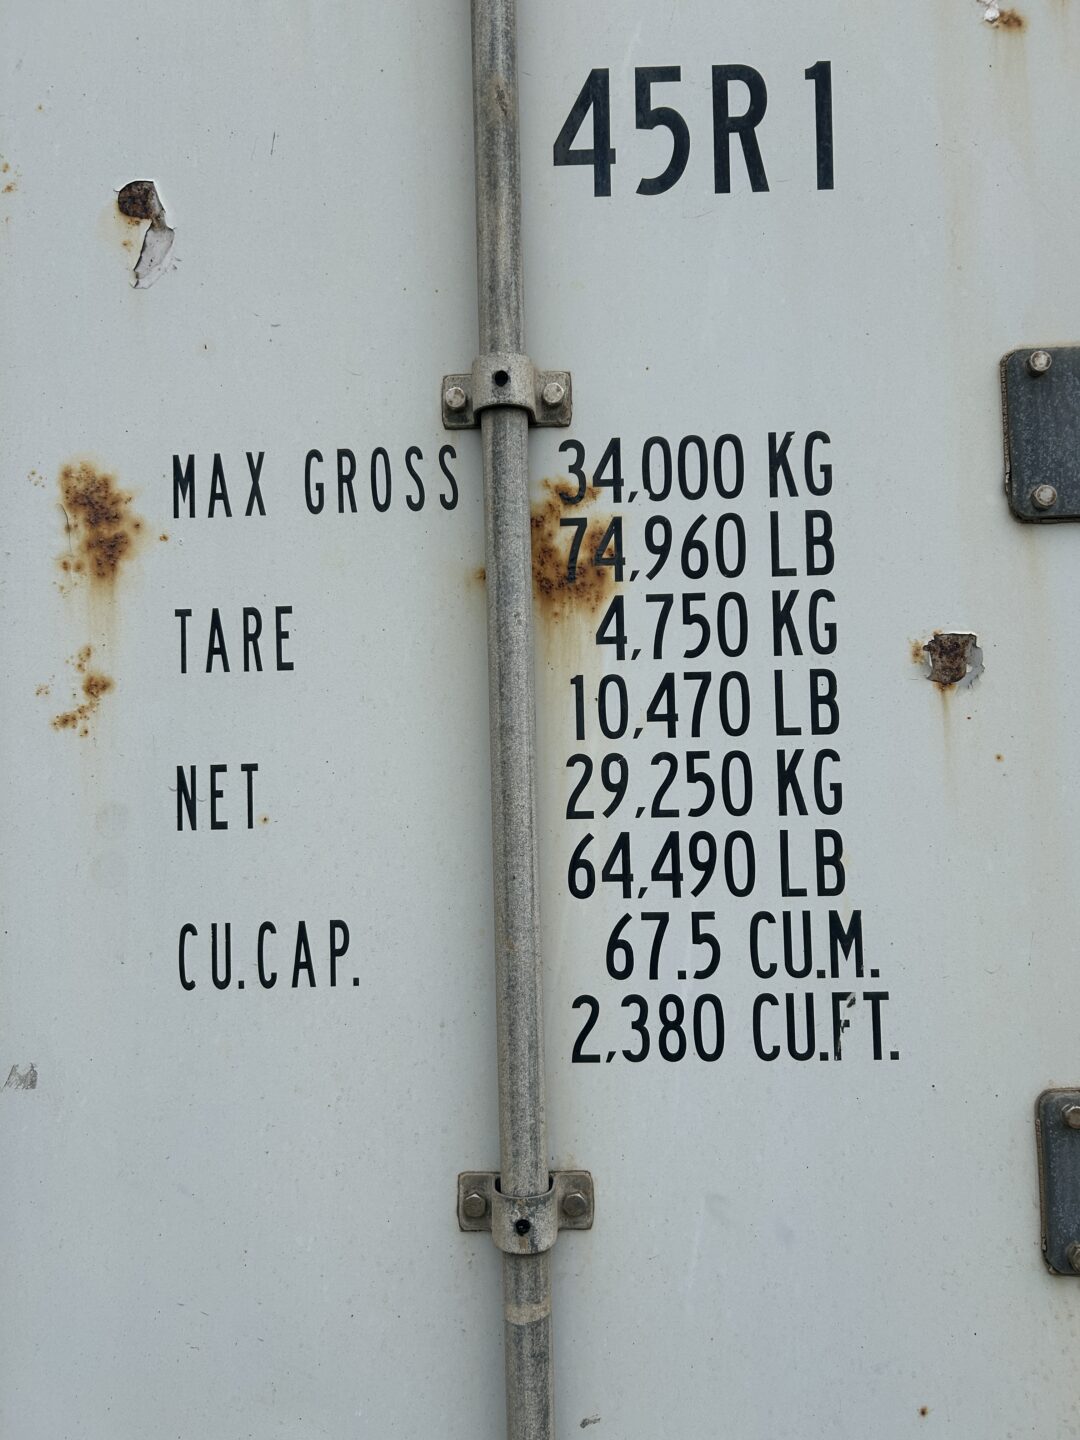 45R1
MAX GROSS 34,000 KG
74,960 LB
TARE 4,750 KG
10,470 LB
NET 29,250 KG
64,490 LB
CU.CAP. 67.5 CU.M.
2,380 CU.FT.